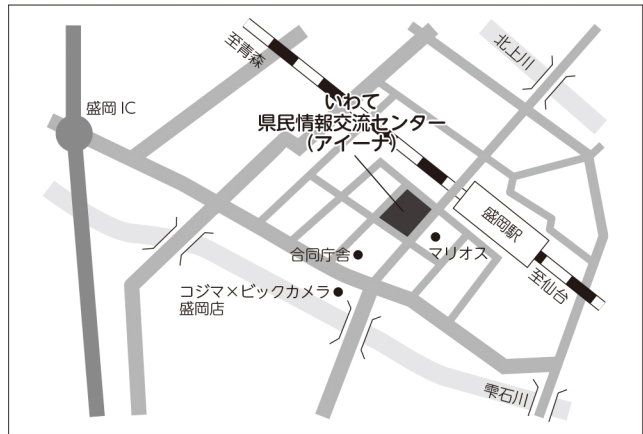 至青森
北上川
いわて
県民情報交流センター
(アイーナ)
盛岡 IC
盛岡駅
マリオス
合同庁舎
至仙台
コジマ×ビックカメラ
盛岡店
雫石川